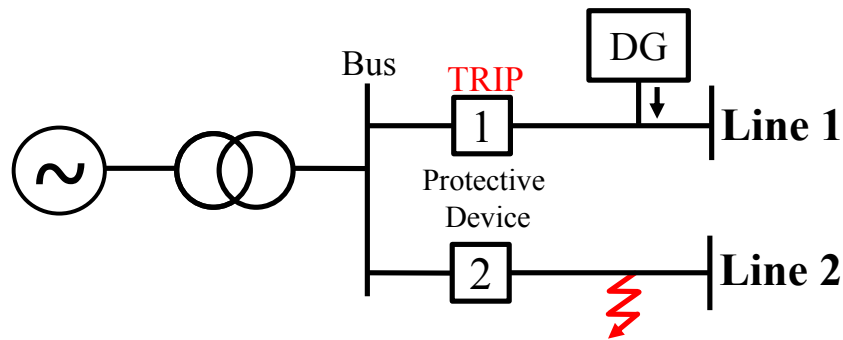 DG
Bus
TRIP
1
Line 1
Protective
Device
2
Line 2